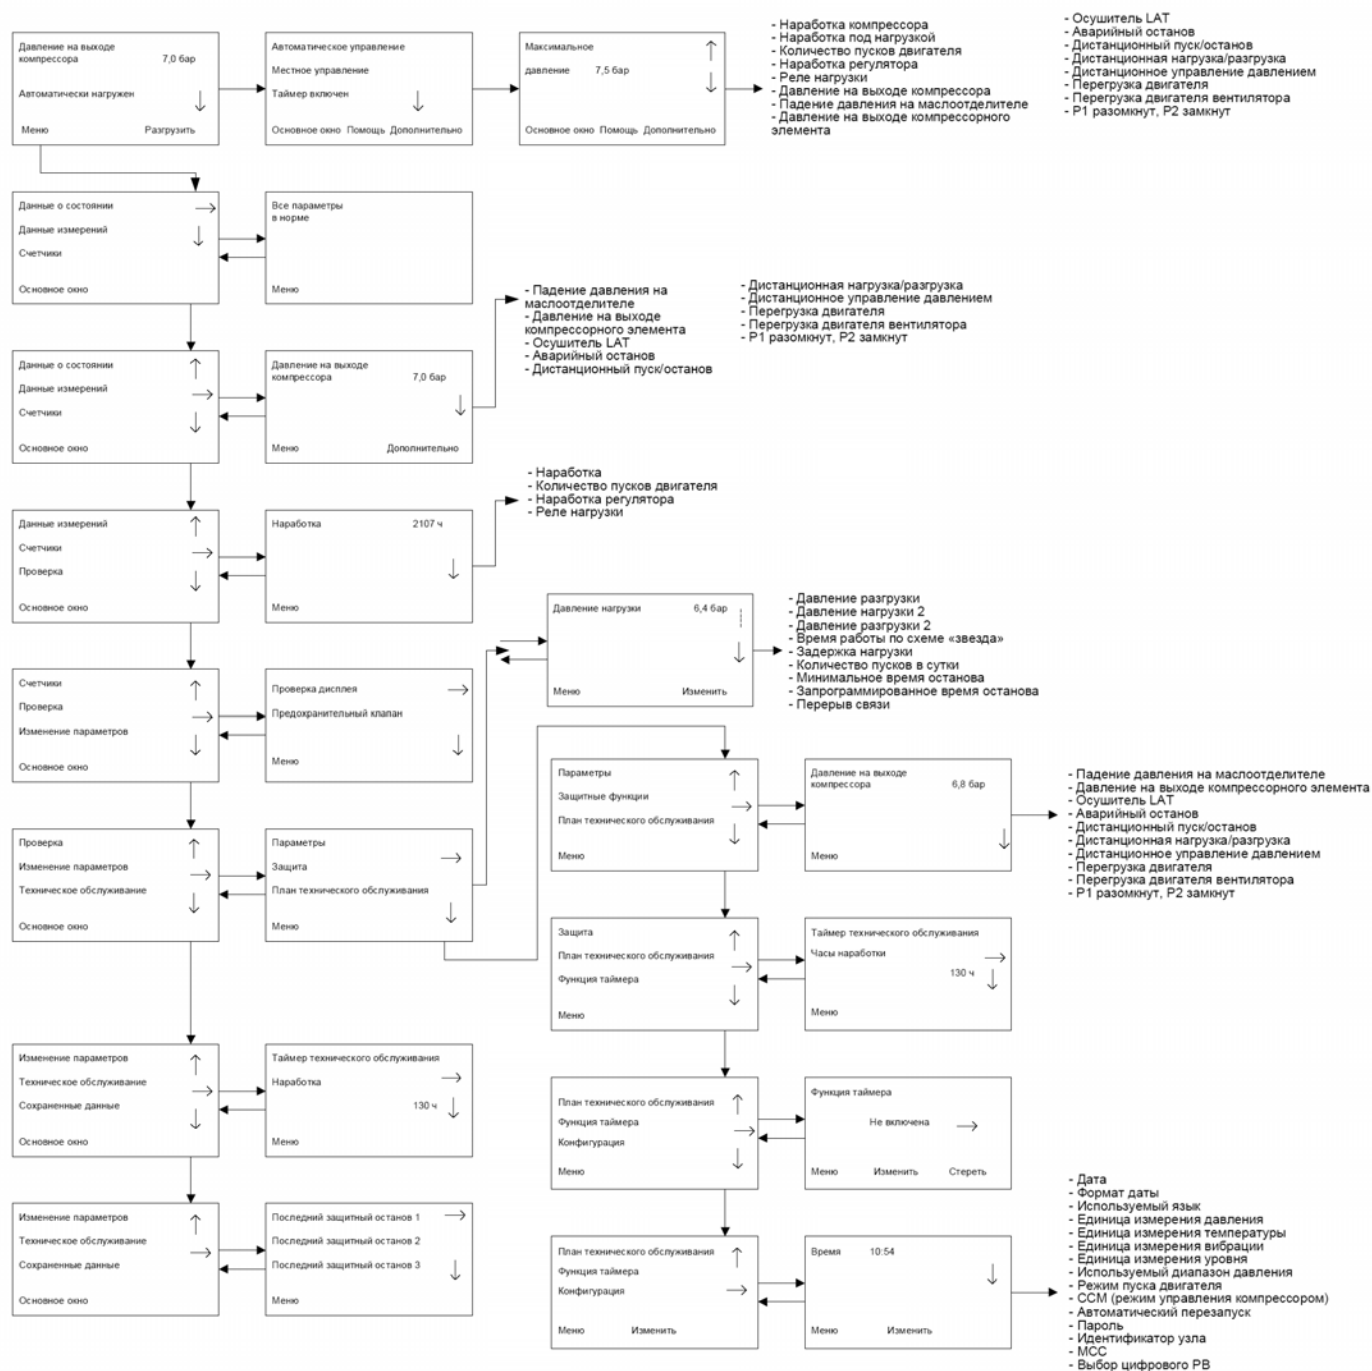 Давление на выходе
компрессора 7,0 бар
Автоматически нагружен
Меню Разгрузить
Автоматическое управление
Местное управление
Таймер включен
Основное окно Помощь Дополнительно
Максимальное
давление 7,5 бар
Основное окно Помощь Дополнительно
- Наработка компрессора
- Наработка под нагрузкой
- Количество пусков двигателя
- Наработка регулятора
- Реле нагрузки
- Давление на выходе компрессора
- Падение давления на маслоотделителе
- Давление на выходе компрессорного
элемента
- Осушитель LAT
- Аварийный останов
- Дистанционный пуск/останов
- Дистанционная нагрузка/разгрузка
- Дистанционное управление давлением
- Перегрузка двигателя
- Перегрузка двигателя вентилятора
- P1 разомкнут, P2 замкнут
Данные о состоянии
Данные измерений
Счетчики
Основное окно
Все параметры
в норме
Меню
Данные о состоянии
Данные измерений
Счетчики
Основное окно
Давление на выходе
компрессора 7,0 бар
Меню Дополнительно
- Падение давления на
маслоотделителе
- Давление на выходе
компрессорного элемента
- Осушитель LAT
- Аварийный останов
- Дистанционный пуск/останов
- Дистанционная нагрузка/разгрузка
- Дистанционное управление давлением
- Перегрузка двигателя
- Перегрузка двигателя вентилятора
- P1 разомкнут, P2 замкнут
Данные измерений
Счетчики
Проверка
Основное окно
Наработка 2107 ч
Меню
- Наработка
- Количество пусков двигателя
- Наработка регулятора
- Реле нагрузки
Счетчики
Проверка
Изменение параметров
Основное окно
Проверка дисплея
Предохранительный клапан
Меню
Давление нагрузки 6,4 бар
Меню Изменить
- Давление разгрузки
- Давление нагрузки 2
- Давление разгрузки 2
- Время работы по схеме «звезда»
- Задержка нагрузки
- Количество пусков в сутки
- Минимальное время останова
- Запрограммированное время останова
- Перерыв связи
Проверка
Изменение параметров
Техническое обслуживание
Основное окно
Параметры
Защита
План технического обслуживания
Меню
Параметры
Защитные функции
План технического обслуживания
Меню
Давление на выходе
компрессора 6,8 бар
Меню
- Падение давления на маслоотделителе
- Давление на выходе компрессорного элемента
- Осушитель LAT
- Аварийный останов
- Дистанционный пуск/останов
- Дистанционная нагрузка/разгрузка
- Дистанционное управление давлением
- Перегрузка двигателя
- Перегрузка двигателя вентилятора
- P1 разомкнут, P2 замкнут
Защита
План технического обслуживания
Функция таймера
Меню
Таймер технического обслуживания
Часы наработки
130 ч
Меню
Изменение параметров
Техническое обслуживание
Сохраненные данные
Основное окно
Таймер технического обслуживания
Наработка
130 ч
Меню
План технического обслуживания
Функция таймера
Конфигурация
Меню
Функция таймера
Не включена
Меню Изменить Стереть
Изменение параметров
Техническое обслуживание
Сохраненные данные
Основное окно
Последний защитный останов 1
Последний защитный останов 2
Последний защитный останов 3
Меню
План технического обслуживания
Функция таймера
Конфигурация
Меню Изменить
Время 10:54
Меню Изменить
- Дата
- Формат даты
- Используемый язык
- Единица измерения давления
- Единица измерения температуры
- Единица измерения вибрации
- Единица измерения уровня
- Используемый диапазон давления
- Режим пуска двигателя
- CCM (режим управления компрессором)
- Автоматический перезапуск
- Пароль
- Идентификатор узла
- MCC
- Выбор цифрового РВ